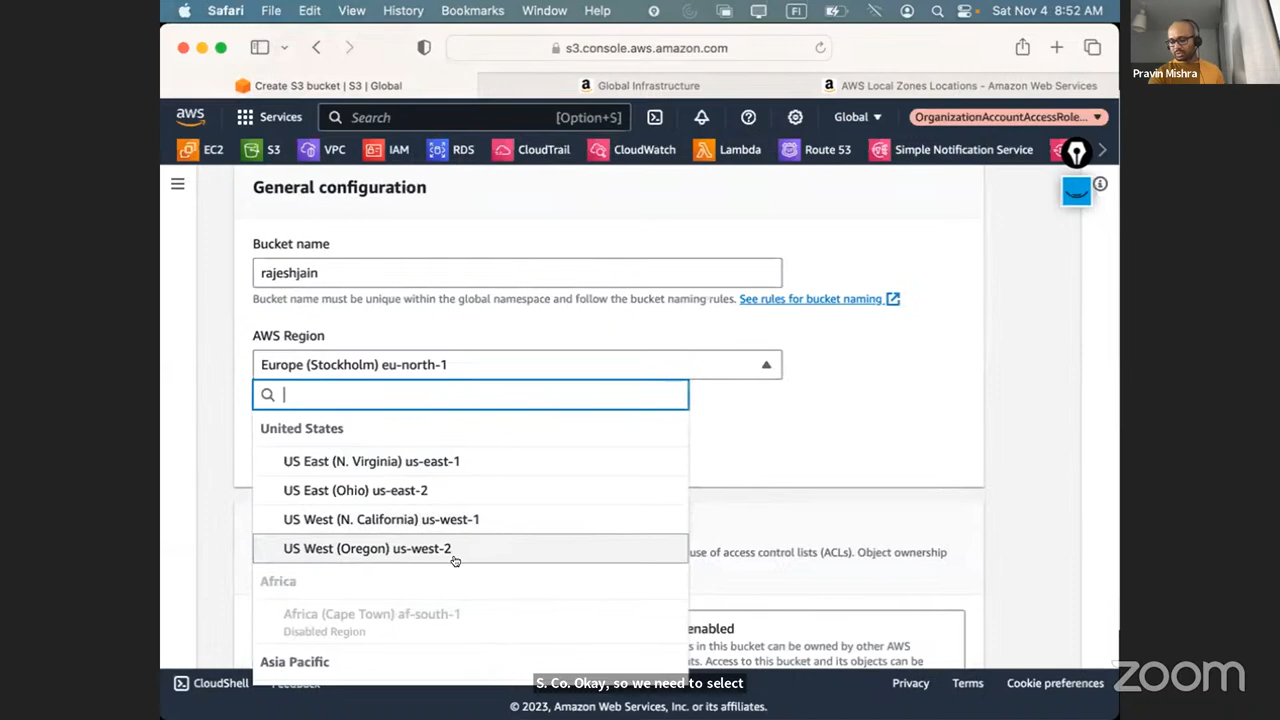 Safari File Edit View History Bookmarks Window Help FI Sat Nov 4 8:52 AM
Pravin Mishra
s3.console.aws.amazon.com
Create S3 bucket | S3 | Global
Global Infrastructure
AWS Local Zones Locations - Amazon Web Services
aws Services Search [Option+S] Global OrganizationAccountAccessRole...
EC2 S3 VPC IAM RDS CloudTrail CloudWatch Lambda Route 53 Simple Notification Service
General configuration
Bucket name
rajeshjain
Bucket name must be unique within the global namespace and follow the bucket naming rules. See rules for bucket naming
AWS Region
Europe (Stockholm) eu-north-1
United States
US East (N. Virginia) us-east-1
US East (Ohio) us-east-2
US West (N. California) us-west-1
US West (Oregon) us-west-2
use of access control lists (ACLs). Object ownership
Africa
Africa (Cape Town) af-south-1
Disabled Region
enabled
s in this bucket can be owned by other AWS
nts. Access to this bucket and its objects can be
Asia Pacific
CloudShell Feedback Privacy Terms Cookie preferences
S. Co. Okay, so we need to select
© 2023, Amazon Web Services, Inc. or its affiliates.
zoom